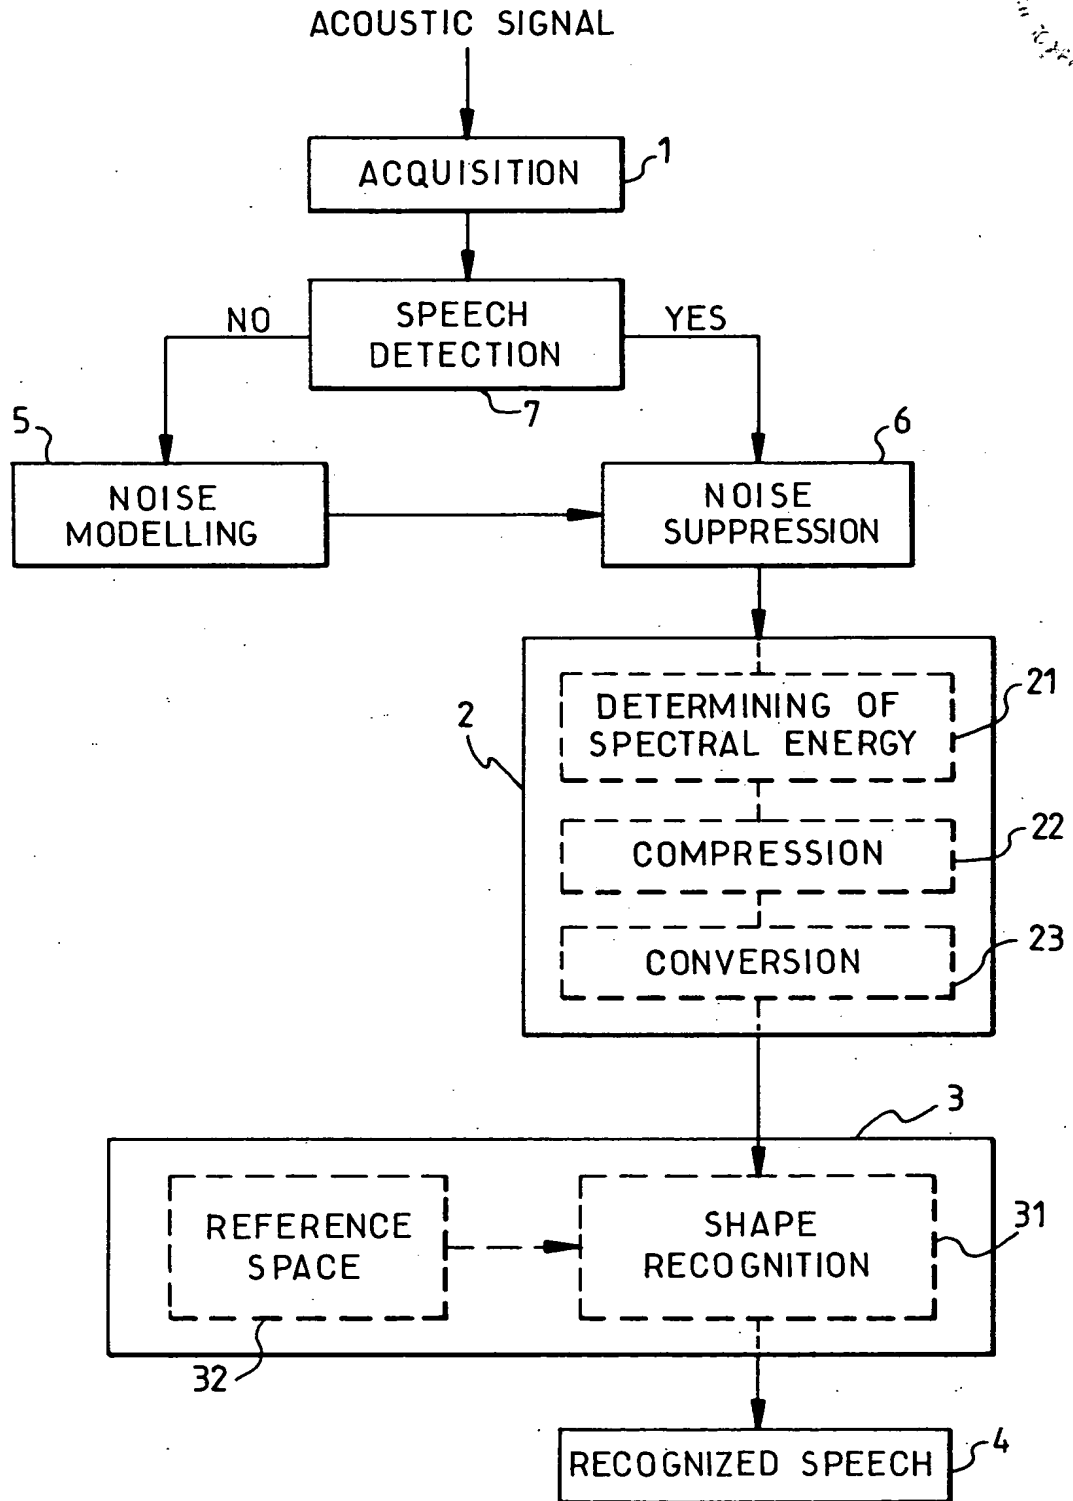 ACOUSTIC SIGNAL
ACQUISITION
1
SPEECH
DETECTION
7
NO
YES
5
NOISE
MODELLING
6
NOISE
SUPPRESSION
2
DETERMINING OF
SPECTRAL ENERGY
21
COMPRESSION
22
CONVERSION
23
3
REFERENCE
SPACE
32
SHAPE
RECOGNITION
31
RECOGNIZED SPEECH
4